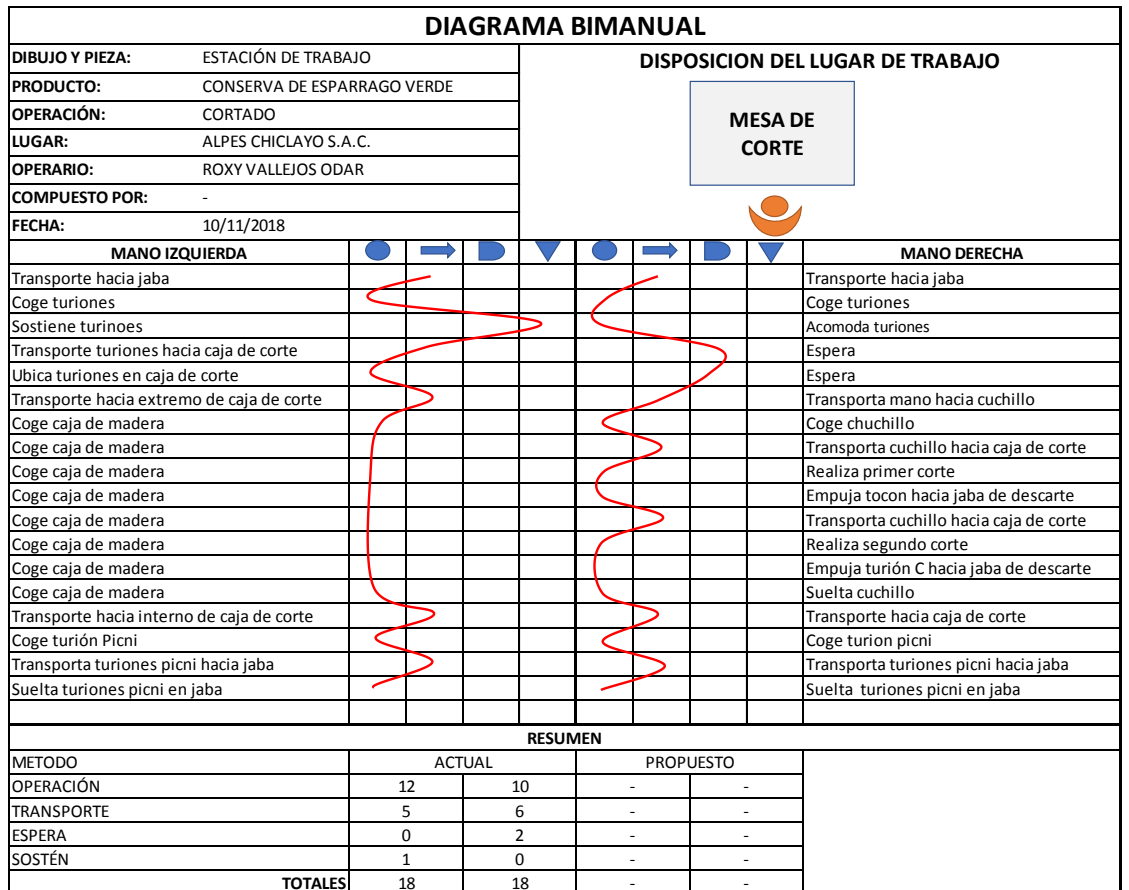 DIAGRAMA BIMANUAL
DIBUJO Y PIEZA: ESTACIÓN DE TRABAJO
DISPOSICION DEL LUGAR DE TRABAJO
PRODUCTO: CONSERVA DE ESPARRAGO VERDE
OPERACIÓN: CORTADO
LUGAR: ALPES CHICLAYO S.A.C.
OPERARIO: ROXY VALLEJOS ODAR
COMPUESTO POR: -
FECHA: 10/11/2018
MESA DE
CORTE
MANO IZQUIERDA MANO DERECHA
Transporte hacia jaba Transporte hacia jaba
Coge turiones Coge turiones
Sostiene turinoes Acomoda turiones
Transporte turiones hacia caja de corte Espera
Ubica turiones en caja de corte Espera
Transporte hacia extremo de caja de corte Transporta mano hacia cuchillo
Coge caja de madera Coge chuchillo
Coge caja de madera Transporta cuchillo hacia caja de corte
Coge caja de madera Realiza primer corte
Coge caja de madera Empuja tocon hacia jaba de descarte
Coge caja de madera Transporta cuchillo hacia caja de corte
Coge caja de madera Realiza segundo corte
Coge caja de madera Empuja turión C hacia jaba de descarte
Coge caja de madera Suelta cuchillo
Transporte hacia interno de caja de corte Transporte hacia caja de corte
Coge turión Picni Coge turion picni
Transporta turiones picni hacia jaba Transporta turiones picni hacia jaba
Suelta turiones picni en jaba Suelta turiones picni en jaba
RESUMEN
METODO ACTUAL PROPUESTO
OPERACIÓN 12 10 - -
TRANSPORTE 5 6 - -
ESPERA 0 2 - -
SOSTÉN 1 0 - -
TOTALES 18 18 - -